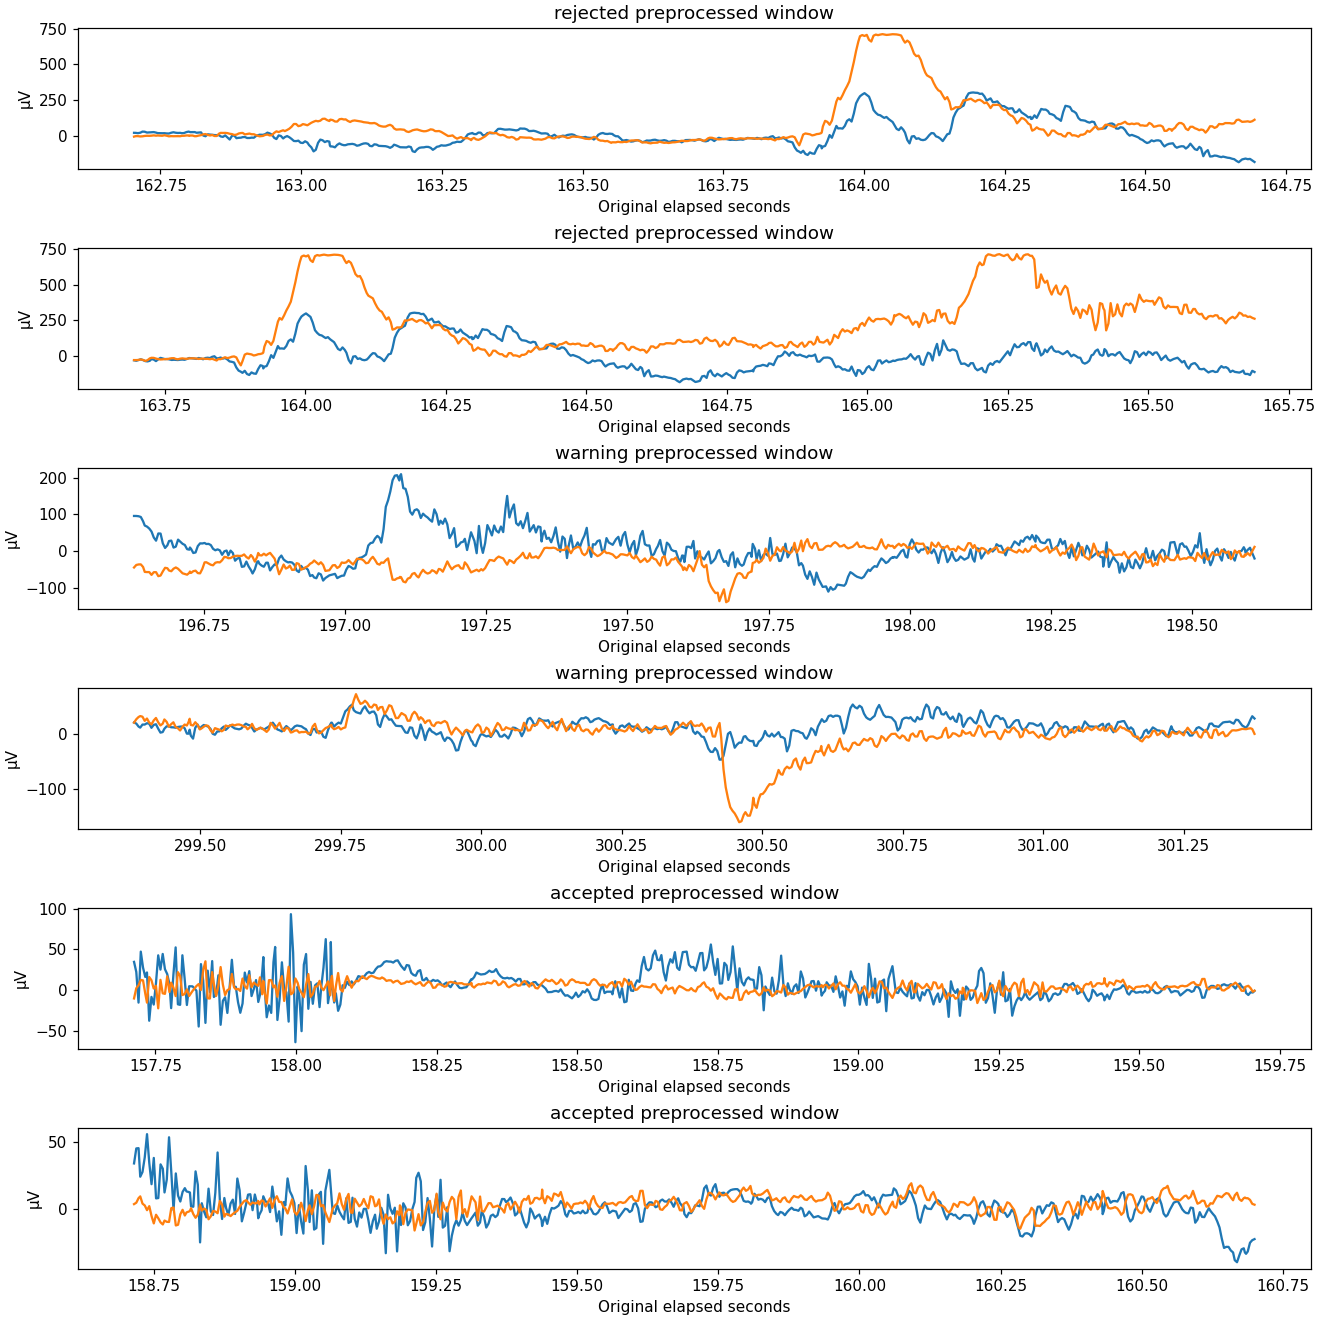 rejected preprocessed window
750
500
250
0
µV
162.75 163.00 163.25 163.50 163.75 164.00 164.25 164.50 164.75
Original elapsed seconds
rejected preprocessed window
750
500
250
0
µV
163.75 164.00 164.25 164.50 164.75 165.00 165.25 165.50 165.75
Original elapsed seconds
warning preprocessed window
200
100
0
−100
µV
196.75 197.00 197.25 197.50 197.75 198.00 198.25 198.50
Original elapsed seconds
warning preprocessed window
0
−100
µV
299.50 299.75 300.00 300.25 300.50 300.75 301.00 301.25
Original elapsed seconds
accepted preprocessed window
100
50
0
−50
µV
157.75 158.00 158.25 158.50 158.75 159.00 159.25 159.50 159.75
Original elapsed seconds
accepted preprocessed window
50
0
µV
158.75 159.00 159.25 159.50 159.75 160.00 160.25 160.50 160.75
Original elapsed seconds